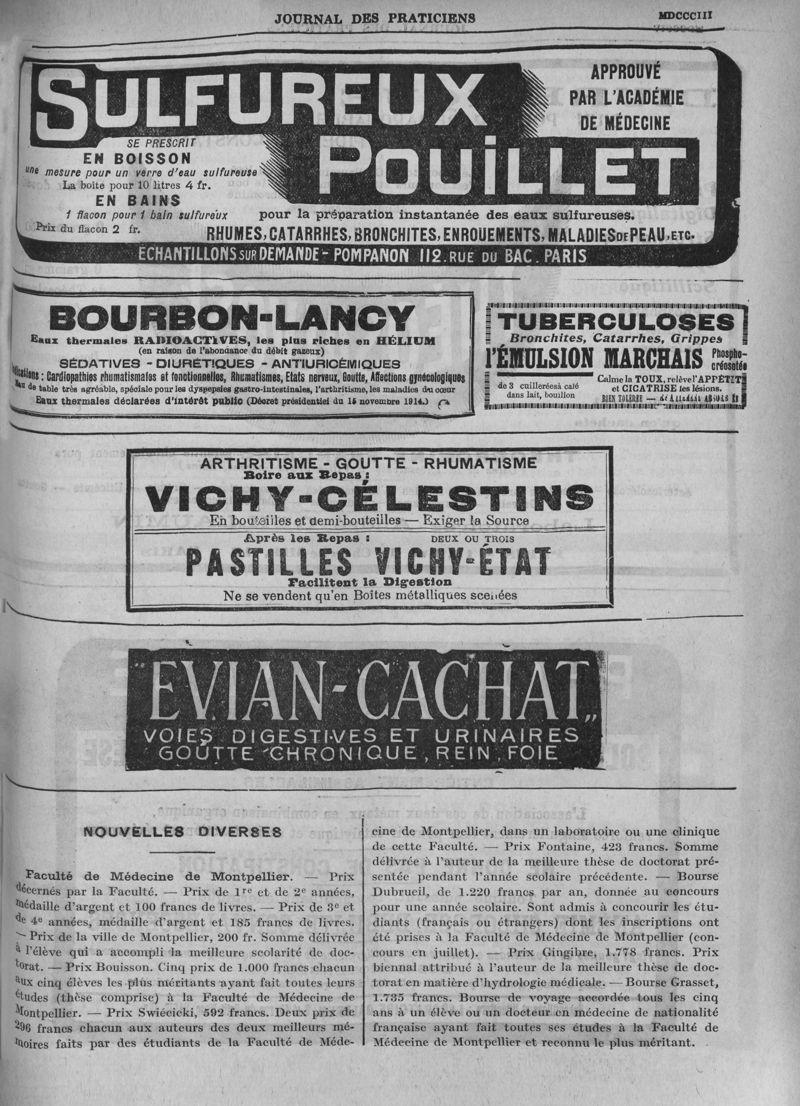 JOURNAL DES PRATICIENS
MDCCCIII
SULFUREUX
POUILLET
APPROUVÉ
PAR L'ACADÉMIE
DE MÉDECINE
SE PRESCRIT
EN BOISSON
une mesure pour un verre d'eau sulfureuse
La boite pour 10 litres 4 fr.
EN BAINS
1 flacon pour 1 bain sulfureux
Prix du flacon 2 fr.
pour la préparation instantanée des eaux sulfureuses.
RHUMES, CATARRHES, BRONCHITES, ENROUEMENTS, MALADIES DE PEAU, ETC.
ÉCHANTILLONS SUR DEMANDE - POMPANON 112, RUE DU BAC. PARIS
BOURBON-LANCY
Eaux thermales RADIOACTIVES, les plus riches en HÉLIUM
(en raison de l'abondance du débit gazeux)
SÉDATIVES - DIURÉTIQUES - ANTIURICÉMIQUES
: Cardiopathies rhumatismales et fonctionnelles, Rhumatismes, Etats nerveux, Goutte, Affections gynécologiques
de table très agréable, spéciale pour les dyspepsies gastro-intestinales, l'arthritisme, les maladies du cœur
Eaux thermales déclarées d'intérêt public (Décret présidentiel du 15 novembre 1914.)
TUBERCULOSES
Bronchites, Catarrhes, Grippes
l'ÉMULSION MARCHAIS Phospho-
créosotée
de 3 cuillerées à café
dans lait, bouillon
Calme la TOUX, relève l'APPÉTIT
et CICATRISE les lésions.
BIEN TOLÉRÉE —
ARTHRITISME - GOUTTE - RHUMATISME
Boire aux Repas :
VICHY-CÉLESTINS
En bouteilles et demi-bouteilles — Exiger la Source
Après les Repas : DEUX OU TROIS
PASTILLES VICHY-ÉTAT
Facilitent la Digestion
Ne se vendent qu'en Boîtes métalliques scellées
"EVIAN-CACHAT"
VOIES DIGESTIVES ET URINAIRES
GOUTTE CHRONIQUE, REIN, FOIE
NOUVELLES DIVERSES
Faculté de Médecine de Montpellier. — Prix
décernés par la Faculté. — Prix de 1re et de 2e années,
médaille d'argent et 100 francs de livres. — Prix de 3e et
de 4e années, médaille d'argent et 185 francs de livres.
— Prix de la ville de Montpellier, 200 fr. Somme délivrée
à l'élève qui a accompli la meilleure scolarité de doc-
torat. — Prix Bouisson. Cinq prix de 1.000 francs chacun
aux cinq élèves les plus méritants ayant fait toutes leurs
études (thèse comprise) à la Faculté de Médecine de
Montpellier. — Prix Swiécicki, 592 francs. Deux prix de
296 francs chacun aux auteurs des deux meilleurs mé-
moires faits par des étudiants de la Faculté de Méde-
cine de Montpellier, dans un laboratoire ou une clinique
de cette Faculté. — Prix Fontaine, 423 francs. Somme
délivrée à l'auteur de la meilleure thèse de doctorat pré-
sentée pendant l'année scolaire précédente. — Bourse
Dubrueil, de 1.220 francs par an, donnée au concours
pour une année scolaire. Sont admis à concourir les étu-
diants (français ou étrangers) dont les inscriptions ont
été prises à la Faculté de Médecine de Montpellier (con-
cours en juillet). — Prix Gingibre, 1.778 francs. Prix
biennal attribué à l'auteur de la meilleure thèse de doc-
torat en matière d'hydrologie médicale. — Bourse Grasset,
1.735 francs. Bourse de voyage accordée tous les cinq
ans à un élève ou un docteur en médecine de nationalité
française ayant fait toutes ses études à la Faculté de
Médecine de Montpellier et reconnu le plus méritant.